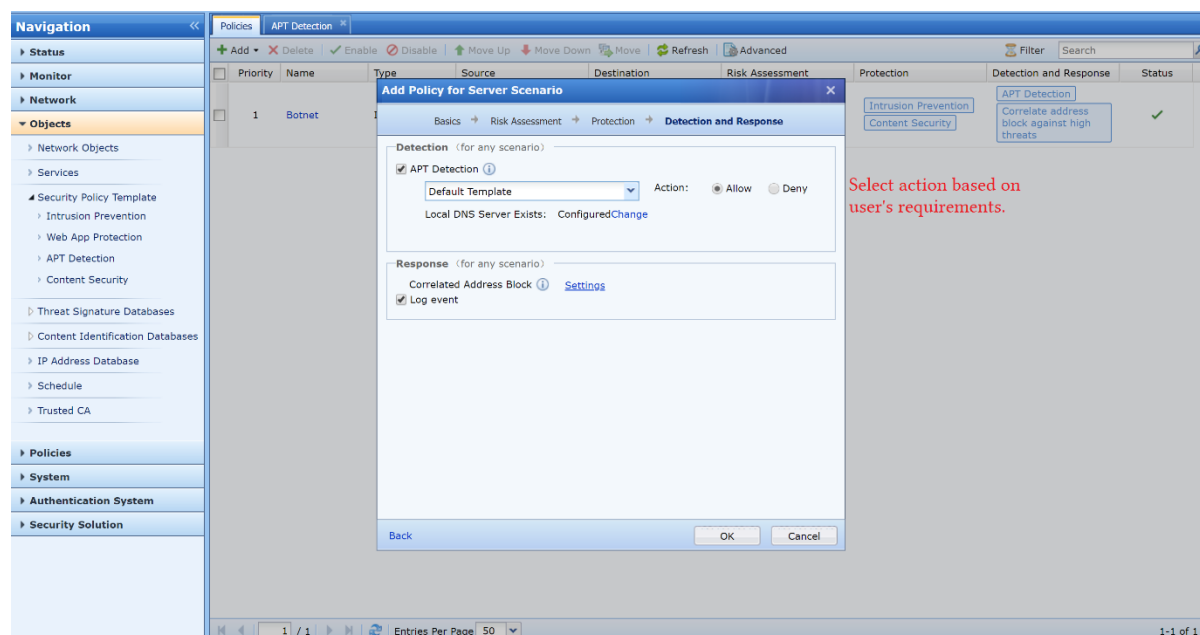 Navigation
Status
Monitor
Network
Objects
Network Objects
Services
Security Policy Template
Intrusion Prevention
Web App Protection
APT Detection
Content Security
Threat Signature Databases
Content Identification Databases
IP Address Database
Schedule
Trusted CA
Policies
System
Authentication System
Security Solution
Policies APT Detection
Add Delete Enable Disable Move Up Move Down Move Refresh Advanced Filter Search
Priority Name Type Source Destination Risk Assessment Protection Detection and Response Status
1 Botnet
Intrusion Prevention
Content Security
APT Detection
Correlate address
block against high
threats
Add Policy for Server Scenario
Basics Risk Assessment Protection Detection and Response
Detection (for any scenario)
APT Detection
Default Template Action: Allow Deny
Local DNS Server Exists: ConfiguredChange
Response (for any scenario)
Correlated Address Block Settings
Log event
Back OK Cancel
Select action based on
user's requirements.
1 / 1 Entries Per Page 50 1-1 of 1